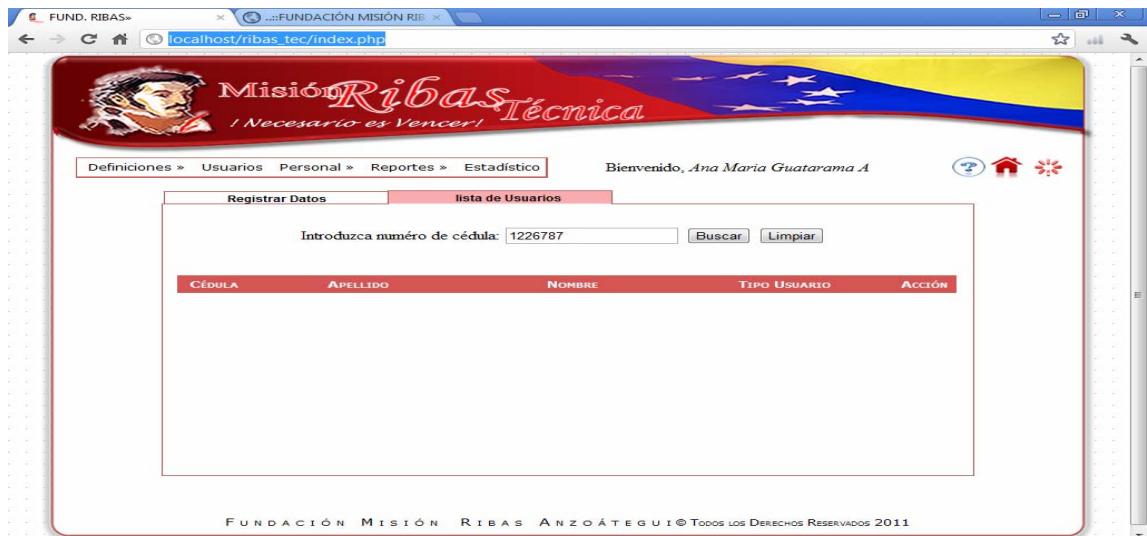 FUND. RIBAS»
..::FUNDACIÓN MISIÓN RIB
localhost/ribas_tec/index.php
Misión Ribas Técnica
! Necesario es Vencer!
Definiciones » Usuarios Personal » Reportes » Estadístico
Bienvenido, Ana Maria Guatarama A
Registrar Datos
lista de Usuarios
Introduzca numéro de cédula: 1226787 Buscar Limpiar
CÉDULA APELLIDO NOMBRE TIPO USUARIO ACCIÓN
FUNDACIÓN MISIÓN RIBAS ANZOÁTEGUI © TODOS LOS DERECHOS RESERVADOS 2011